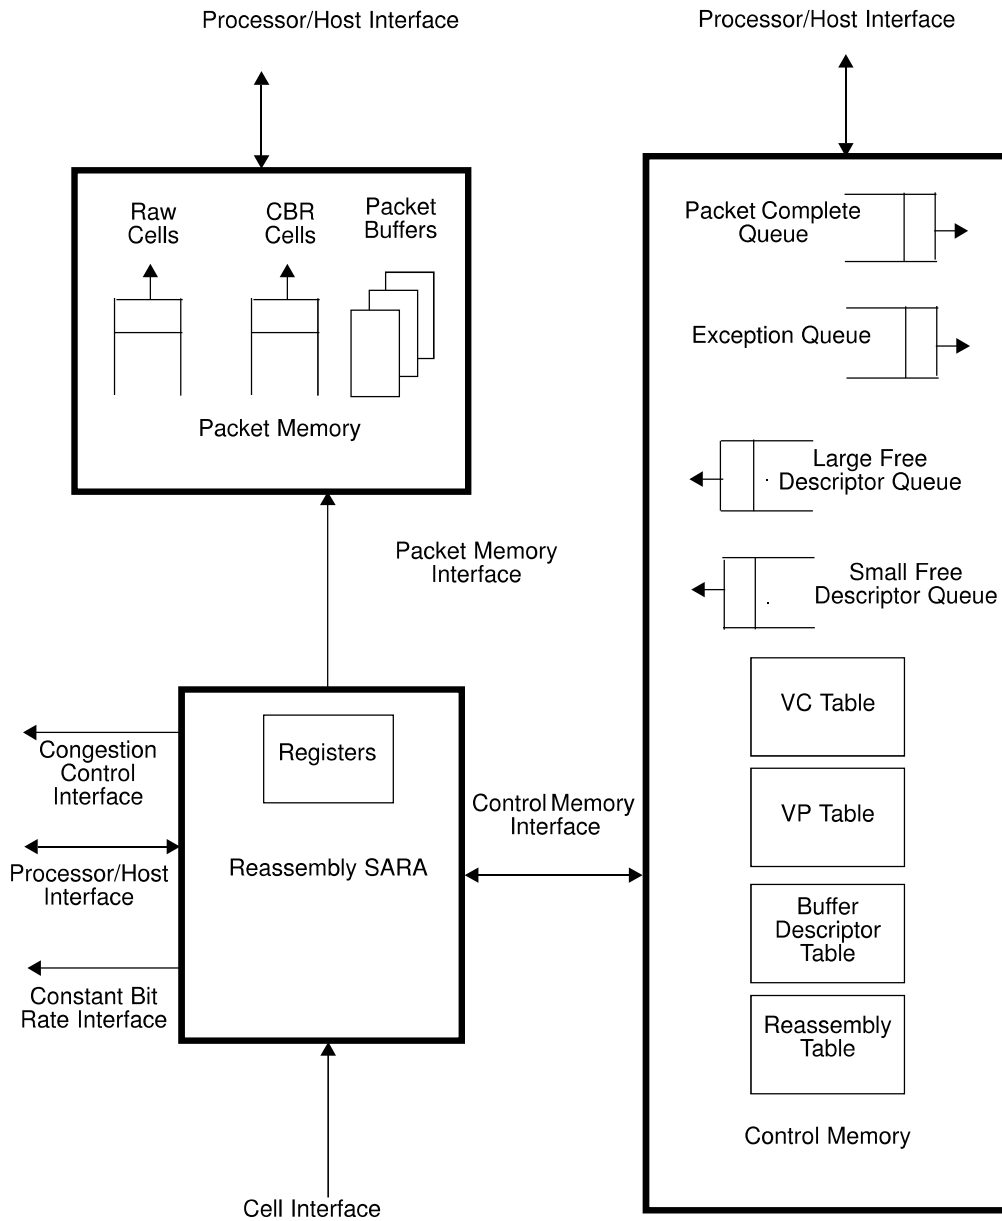 Processor/Host Interface
Processor/Host Interface
Raw
Cells
CBR
Cells
Packet
Buffers
Packet Memory
Packet Complete
Queue
Exception Queue
Large Free
Descriptor Queue
Small Free
Descriptor Queue
Packet Memory
Interface
VC Table
VP Table
Buffer
Descriptor
Table
Reassembly
Table
Control Memory
Registers
Reassembly SARA
Congestion
Control
Interface
Processor/Host
Interface
Constant Bit
Rate Interface
Control Memory
Interface
Cell Interface